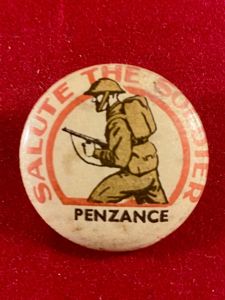 SALUTE THE SOLDIER
PENZANCE